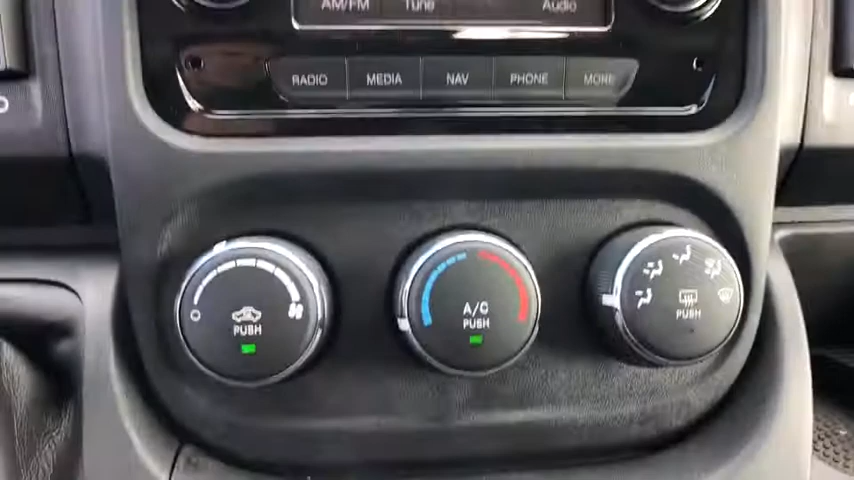 AM/FM Tune Audio
RADIO MEDIA NAV PHONE MORE
O PUSH
A/C
PUSH
PUSH